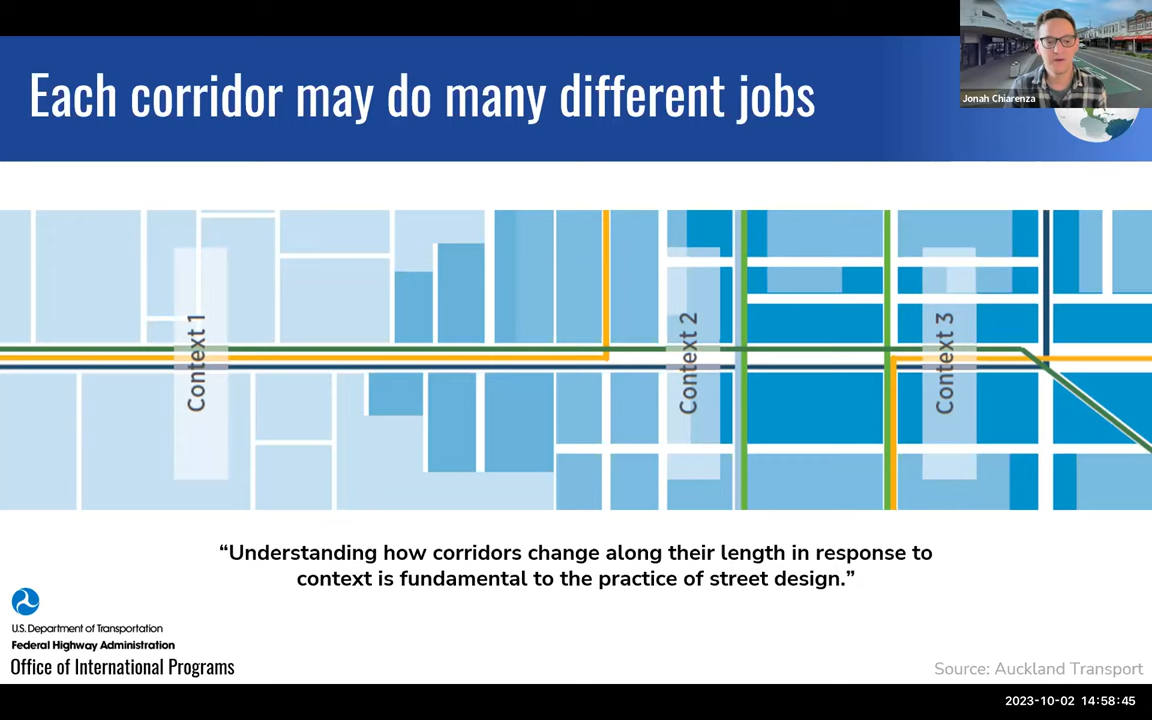 Each corridor may do many different jobs
Jonah Chiarenza
Context 1
Context 2
Context 3
“Understanding how corridors change along their length in response to
context is fundamental to the practice of street design.”
U.S. Department of Transportation
Federal Highway Administration
Office of International Programs
Source: Auckland Transport
2023-10-02 14:58:45